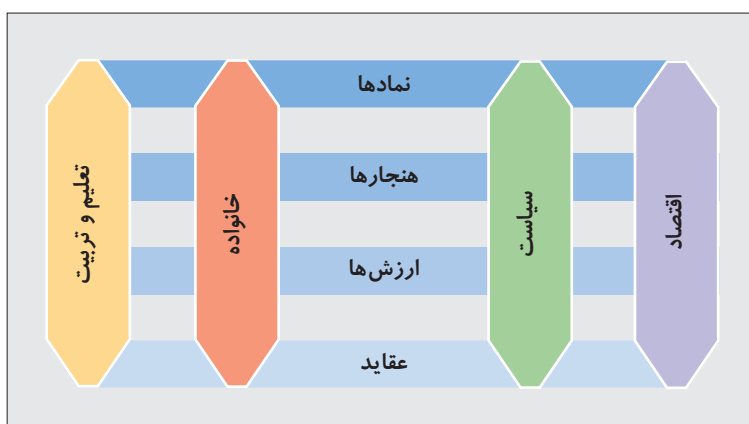 نمادها
هنجارها
ارزش‌ها
عقاید
اقتصاد
سیاست
خانواده
تعلیم و تربیت